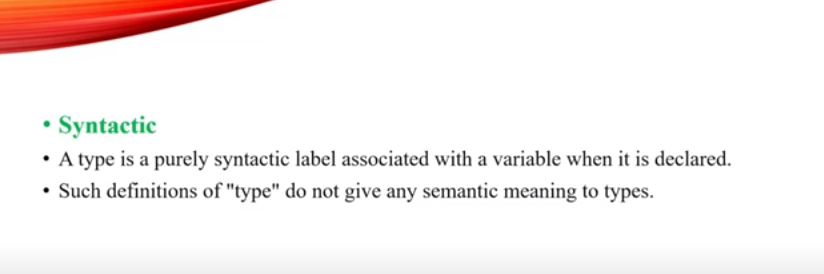 • Syntactic
• A type is a purely syntactic label associated with a variable when it is declared.
• Such definitions of "type" do not give any semantic meaning to types.